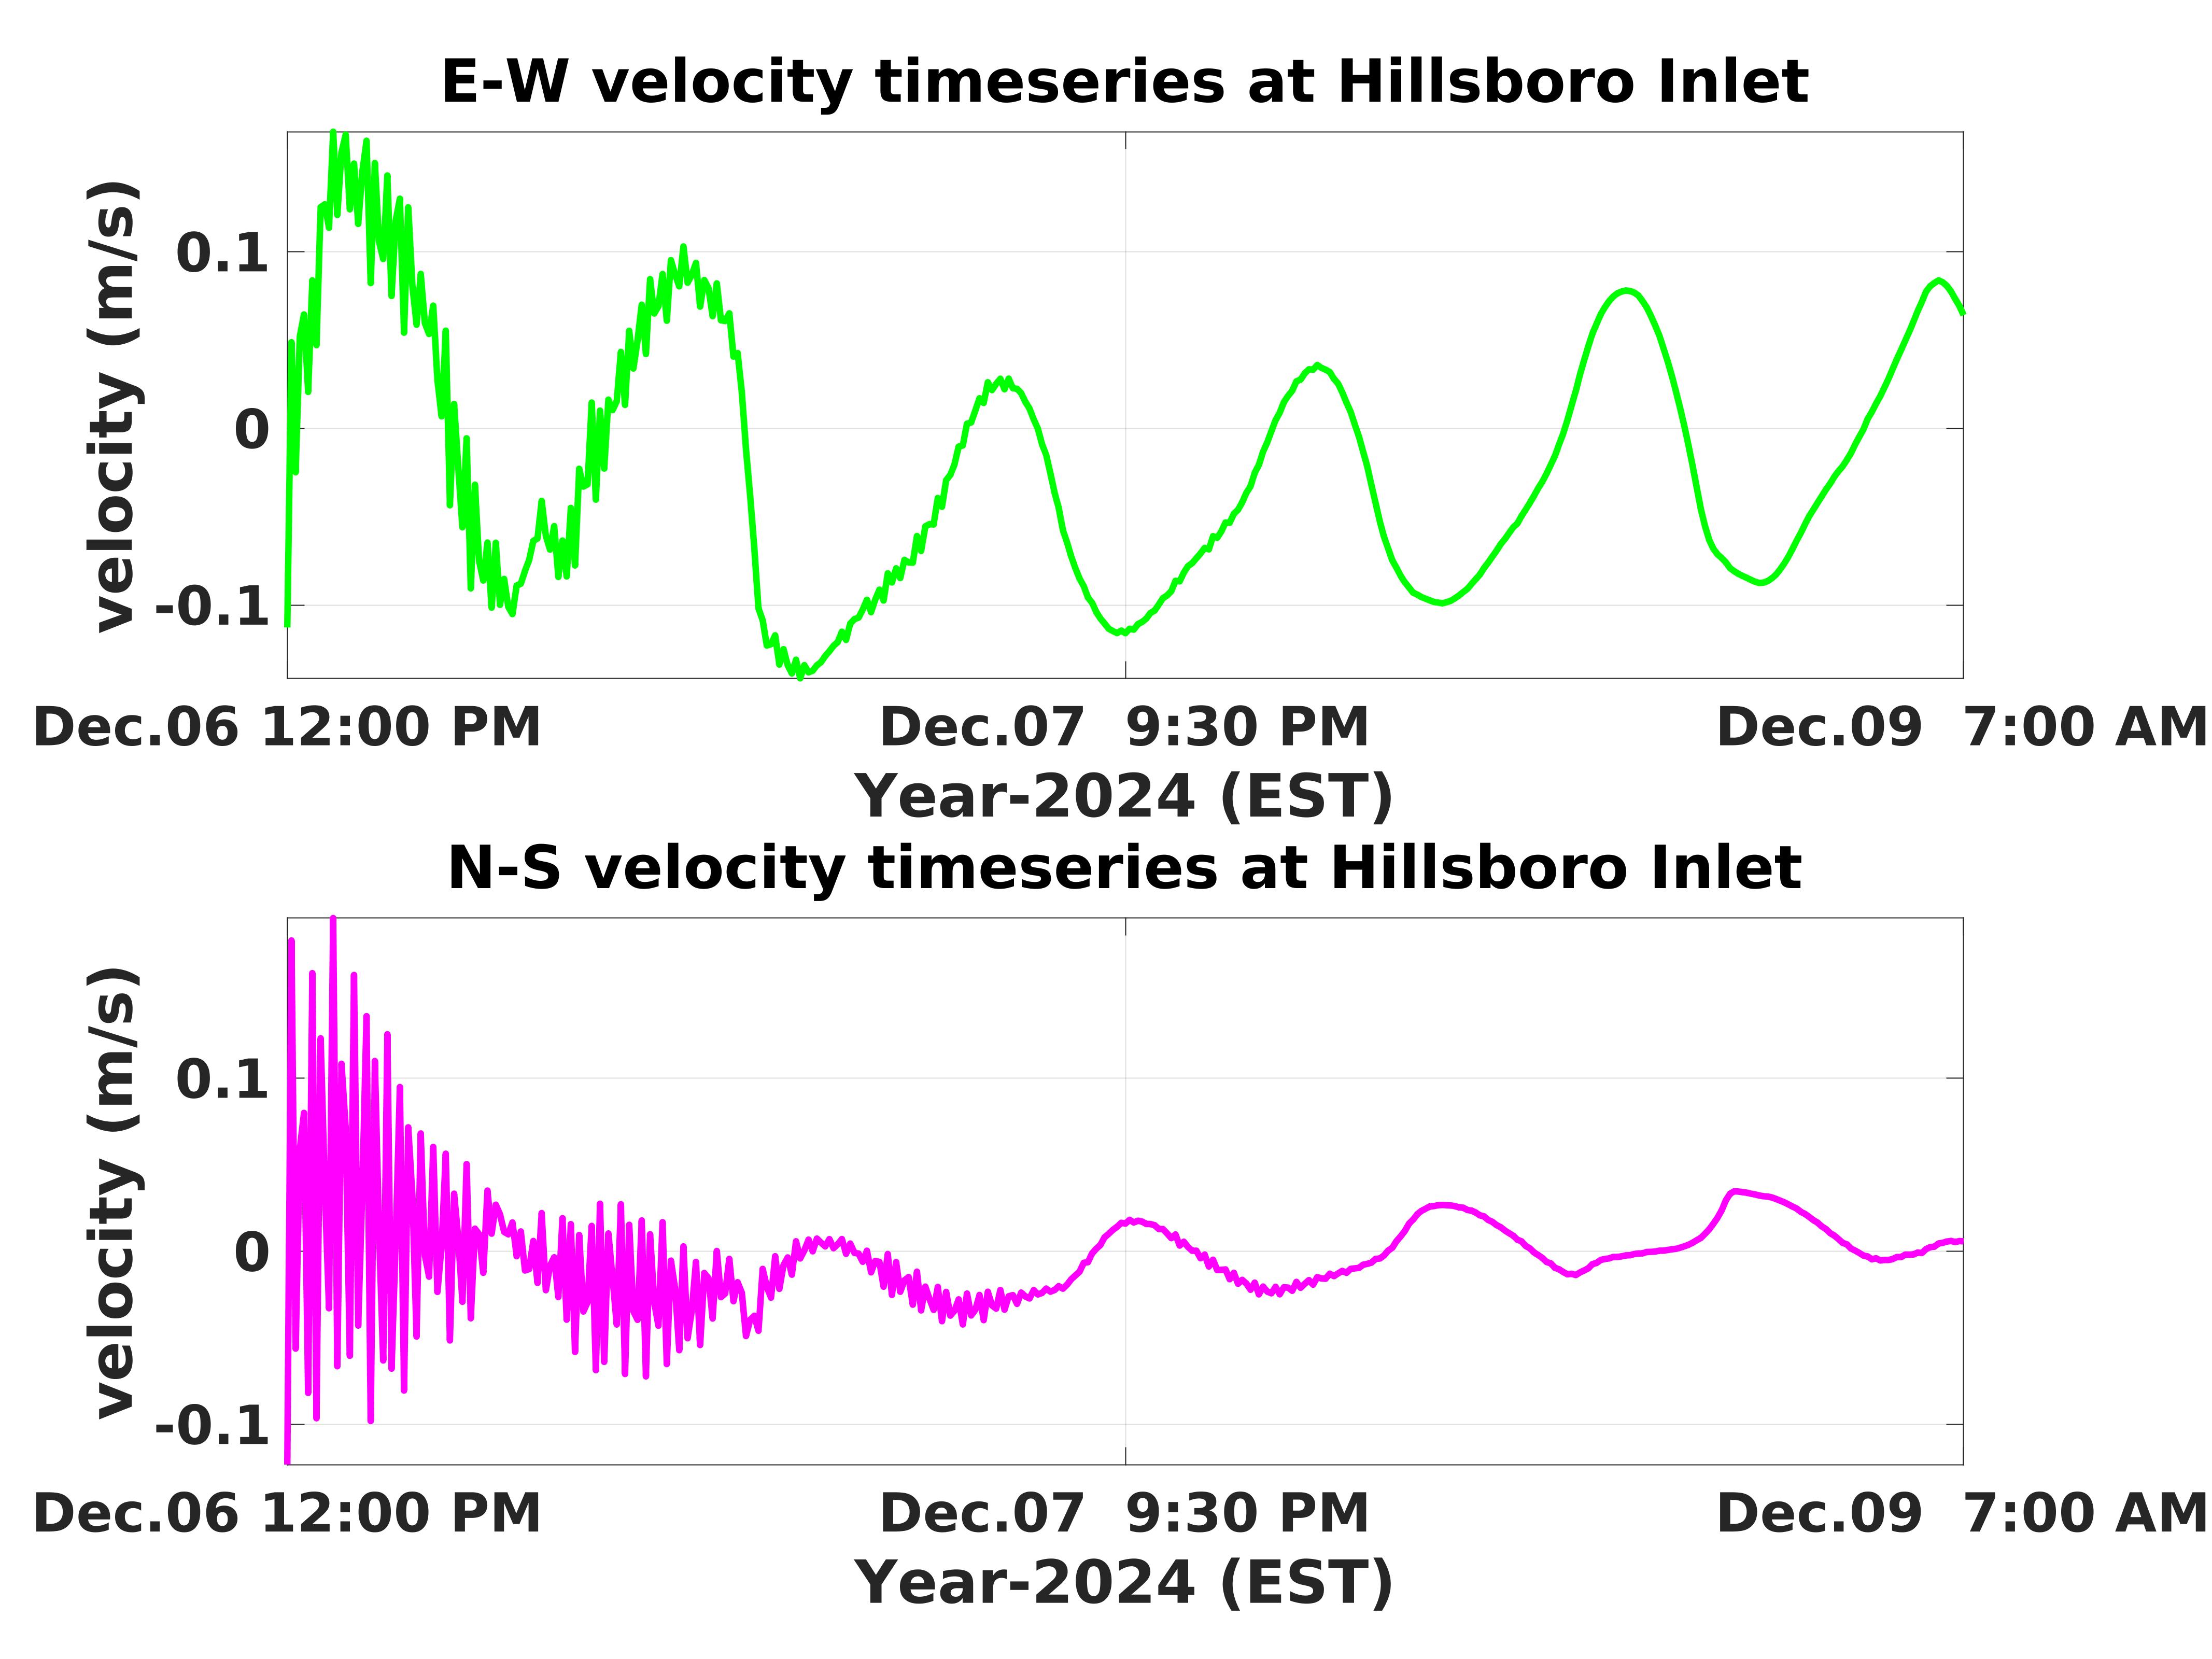 E-W velocity timeseries at Hillsboro Inlet
velocity (m/s)
0.1
0
-0.1
Dec.06 12:00 PM Dec.07 9:30 PM Dec.09 7:00 AM
Year-2024 (EST)
N-S velocity timeseries at Hillsboro Inlet
velocity (m/s)
0.1
0
-0.1
Dec.06 12:00 PM Dec.07 9:30 PM Dec.09 7:00 AM
Year-2024 (EST)